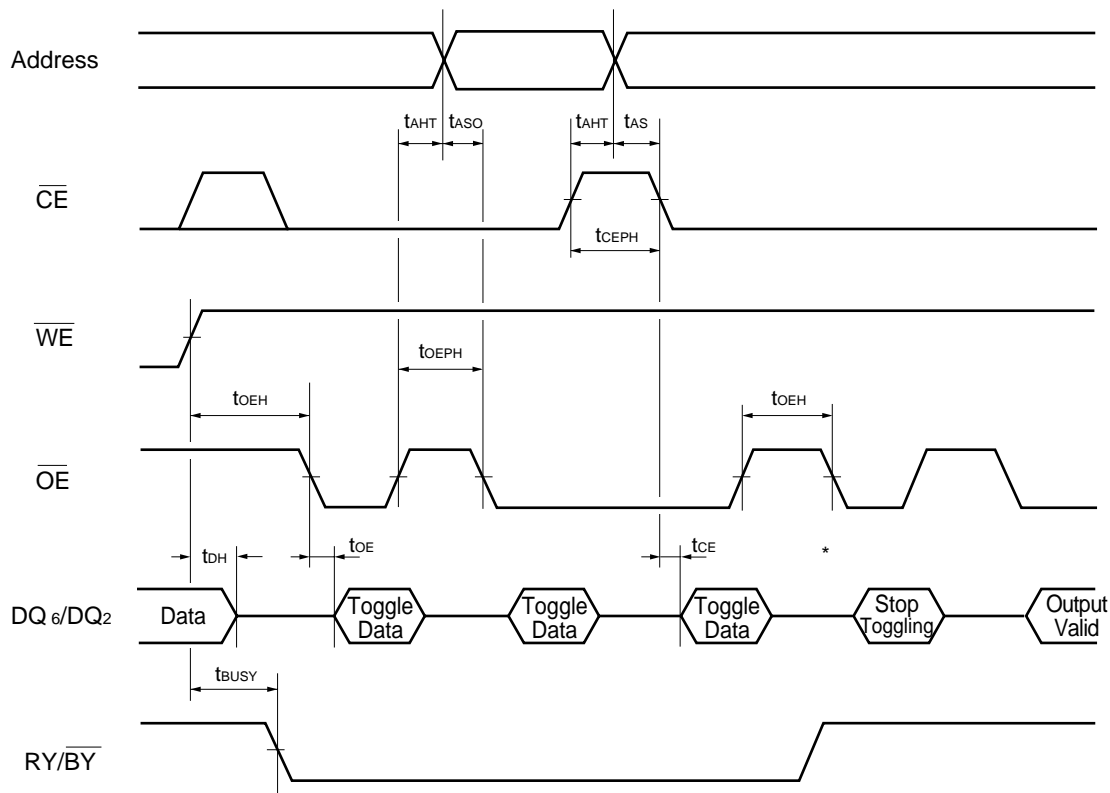 Address
tAHT tASO tAHT tAS
CE
tCEPH
WE
tOEPH
tOEH tOEH
OE
tDH tOE tCE *
DQ6/DQ2 Data Toggle Data Toggle Data Toggle Data Stop Toggling Output Valid
tBUSY
RY/BY